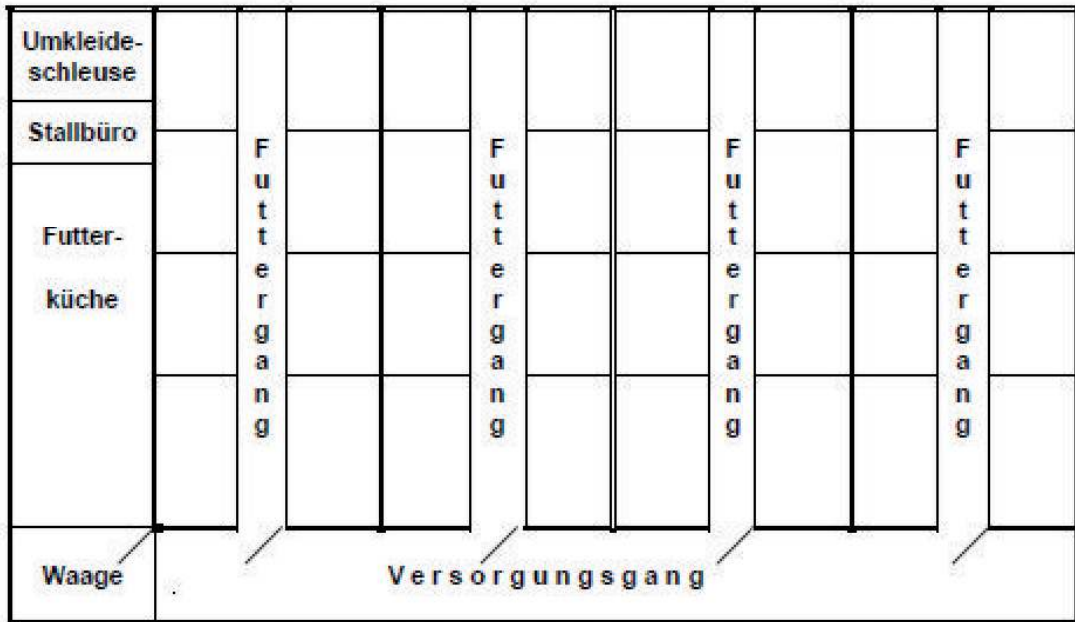 Umkleide-
schleuse
Stallbüro
Futter-
küche
Futtergang
Futtergang
Futtergang
Futtergang
Waage
Versorgungsgang